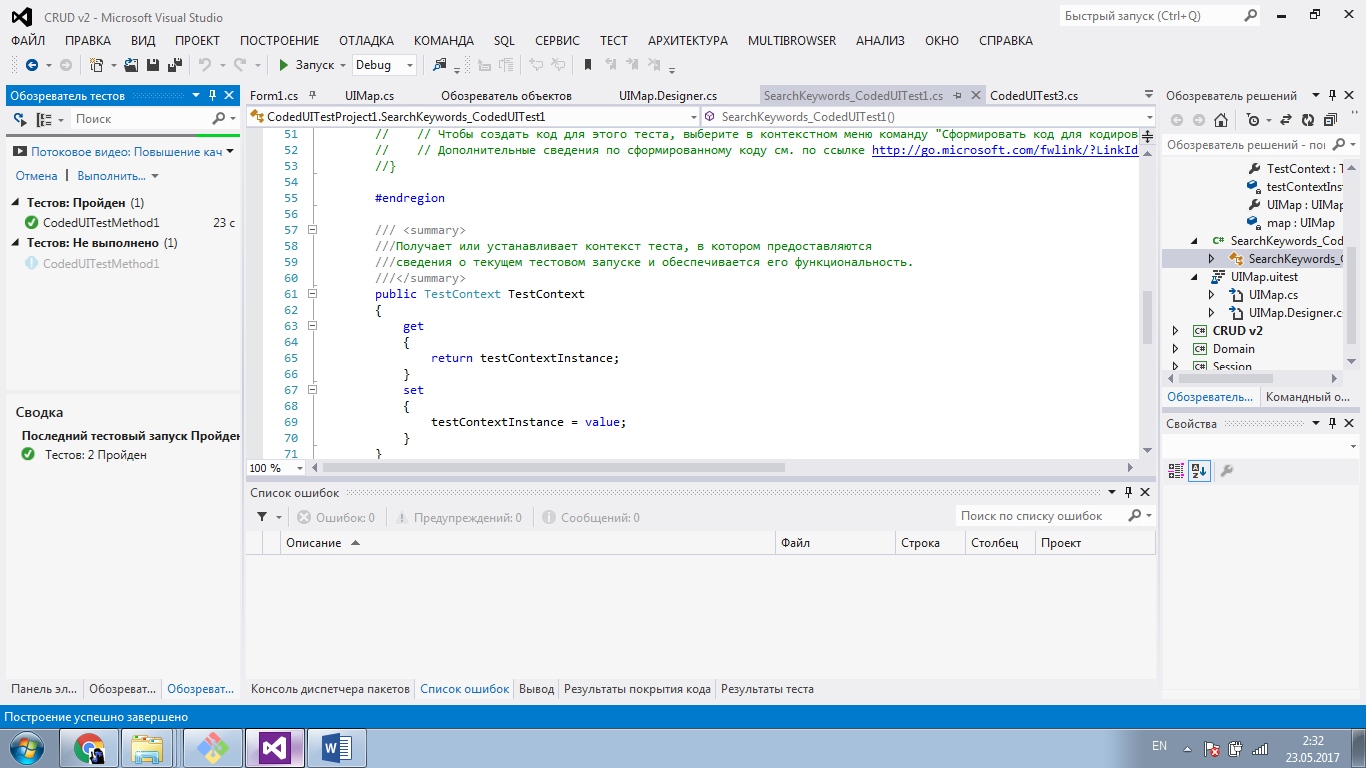 CRUD v2 - Microsoft Visual Studio
Быстрый запуск (Ctrl+Q)
ФАЙЛ ПРАВКА ВИД ПРОЕКТ ПОСТРОЕНИЕ ОТЛАДКА КОМАНДА SQL СЕРВИС ТЕСТ АРХИТЕКТУРА MULTIBROWSER АНАЛИЗ ОКНО СПРАВКА
Запуск Debug
Обозреватель тестов
Поиск
Потоковое видео: Повышение кач
Отмена Выполнить...
Тестов: Пройден (1)
CodedUITestMethod1 23 с
Тестов: Не выполнено (1)
CodedUITestMethod1
Сводка
Последний тестовый запуск Пройден
Тестов: 2 Пройден
Панель эл... Обозреват... Обозреват...
Form1.cs UIMap.cs Обозреватель объектов UIMap.Designer.cs SearchKeywords_CodedUITest1.cs CodedUITest3.cs
CodedUITestProject1.SearchKeywords_CodedUITest1 SearchKeywords_CodedUITest1()
51 // // Чтобы создать код для этого теста, выберите в контекстном меню команду "Сформировать код для кодиров
52 // // Дополнительные сведения по сформированному коду см. по ссылке http://go.microsoft.com/fwlink/?LinkId
53 //}
54
55 #endregion
56
57 /// <summary>
58 ///Получает или устанавливает контекст теста, в котором предоставляются
59 ///сведения о текущем тестовом запуске и обеспечивается его функциональность.
60 ///</summary>
61 public TestContext TestContext
62 {
63 get
64 {
65 return testContextInstance;
66 }
67 set
68 {
69 testContextInstance = value;
70 }
71 }
100 %
Список ошибок
Ошибок: 0 Предупреждений: 0 Сообщений: 0
Поиск по списку ошибок
Описание Файл Строка Столбец Проект
Консоль диспетчера пакетов Список ошибок Вывод Результаты покрытия кода Результаты теста
Обозреватель решений
Обозреватель решений - по
TestContext : T
testContextIns
UIMap : UIMap
map : UIMap
C# SearchKeywords_Cod
SearchKeywords_C
UIMap.uitest
UIMap.cs
UIMap.Designer.c
C# CRUD v2
C# Domain
C# Session
Обозреватель... Командный о...
Свойства
Построение успешно завершено
EN
2:32
23.05.2017